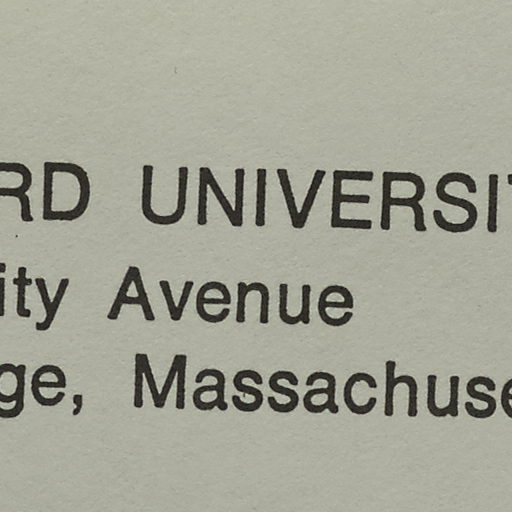 RD UNIVERSIT
ity Avenue
ge, Massachuse